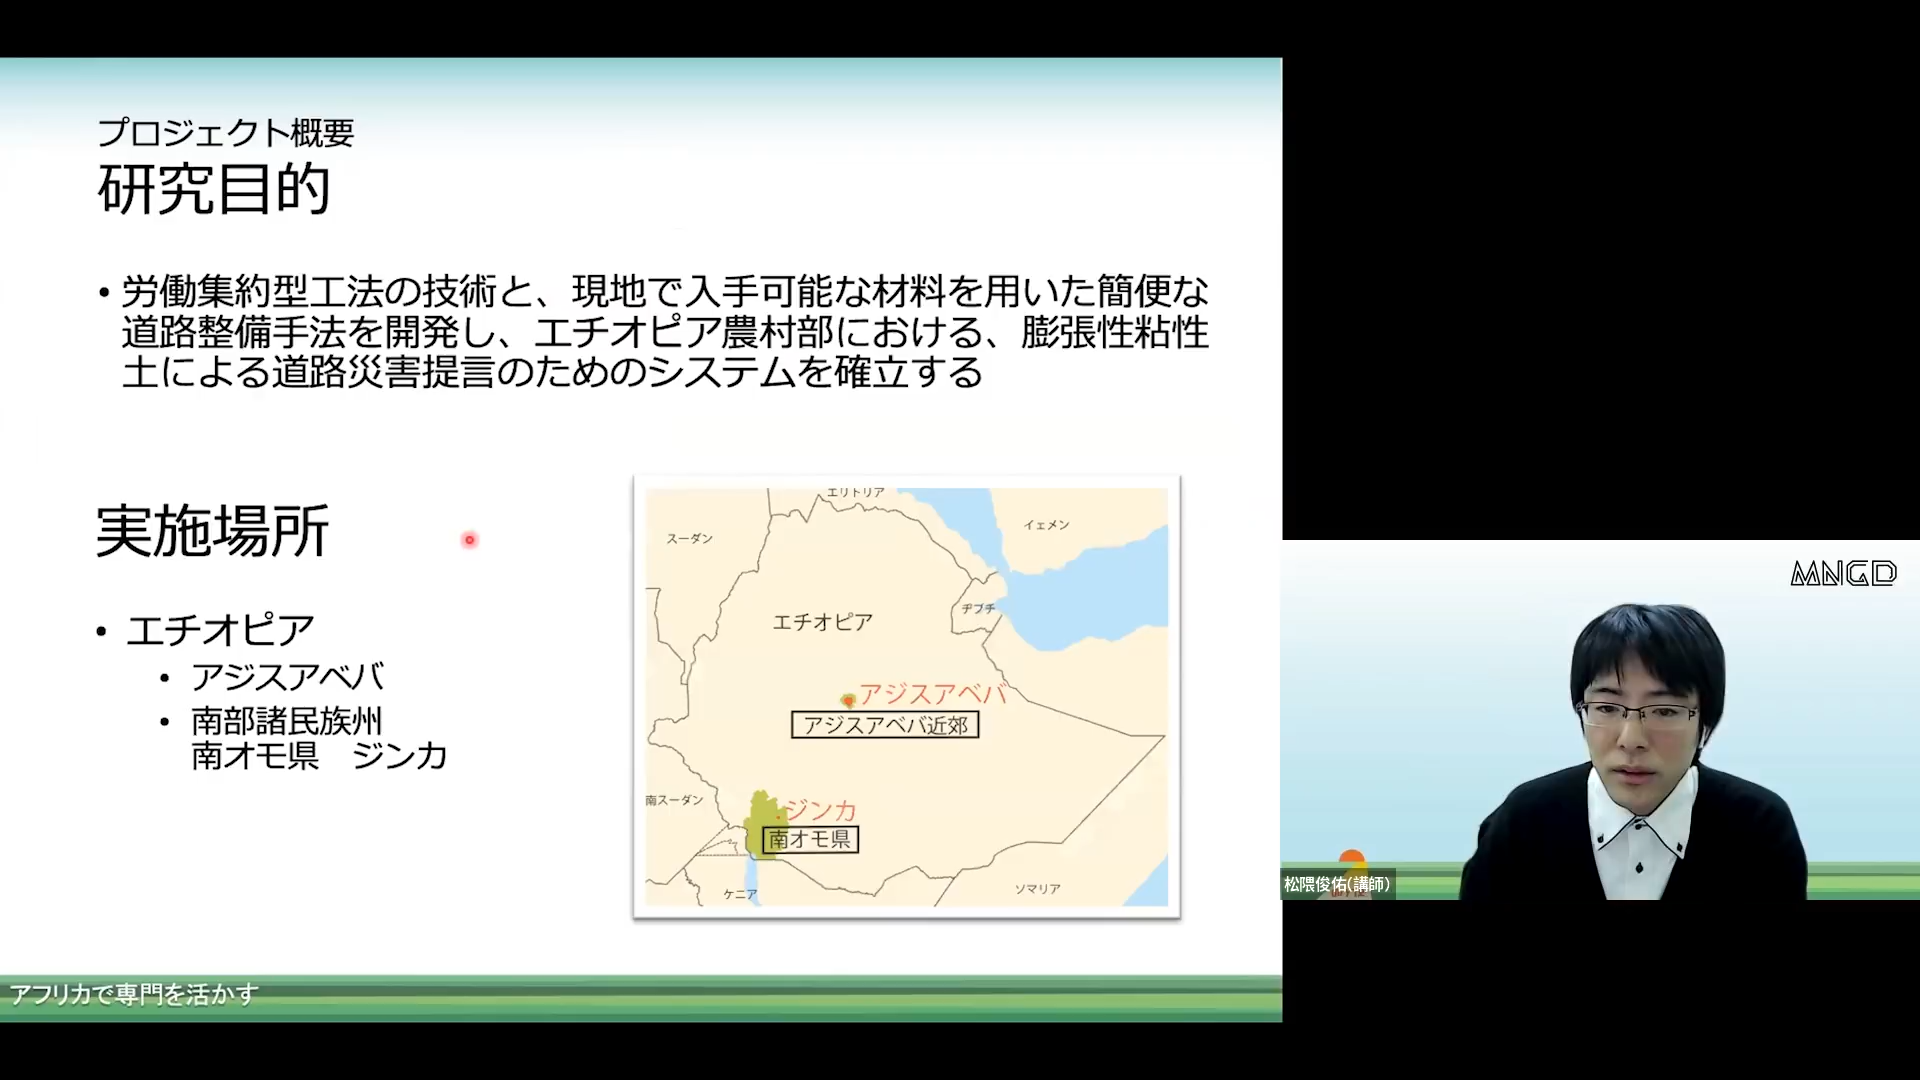 プロジェクト概要
研究目的
• 労働集約型工法の技術と、現地で入手可能な材料を用いた簡便な
道路整備手法を開発し、エチオピア農村部における、膨張性粘性
土による道路災害提言のためのシステムを確立する
実施場所
• エチオピア
• アジスアベバ
• 南部諸民族州
南オモ県　ジンカ
エリトリア
スーダン
イェメン
ジブチ
エチオピア
アジスアベバ
アジスアベバ近郊
南スーダン
ジンカ
南オモ県
ケニア
ソマリア
アフリカで専門を活かす
MNGD
松隈俊佑(講師)